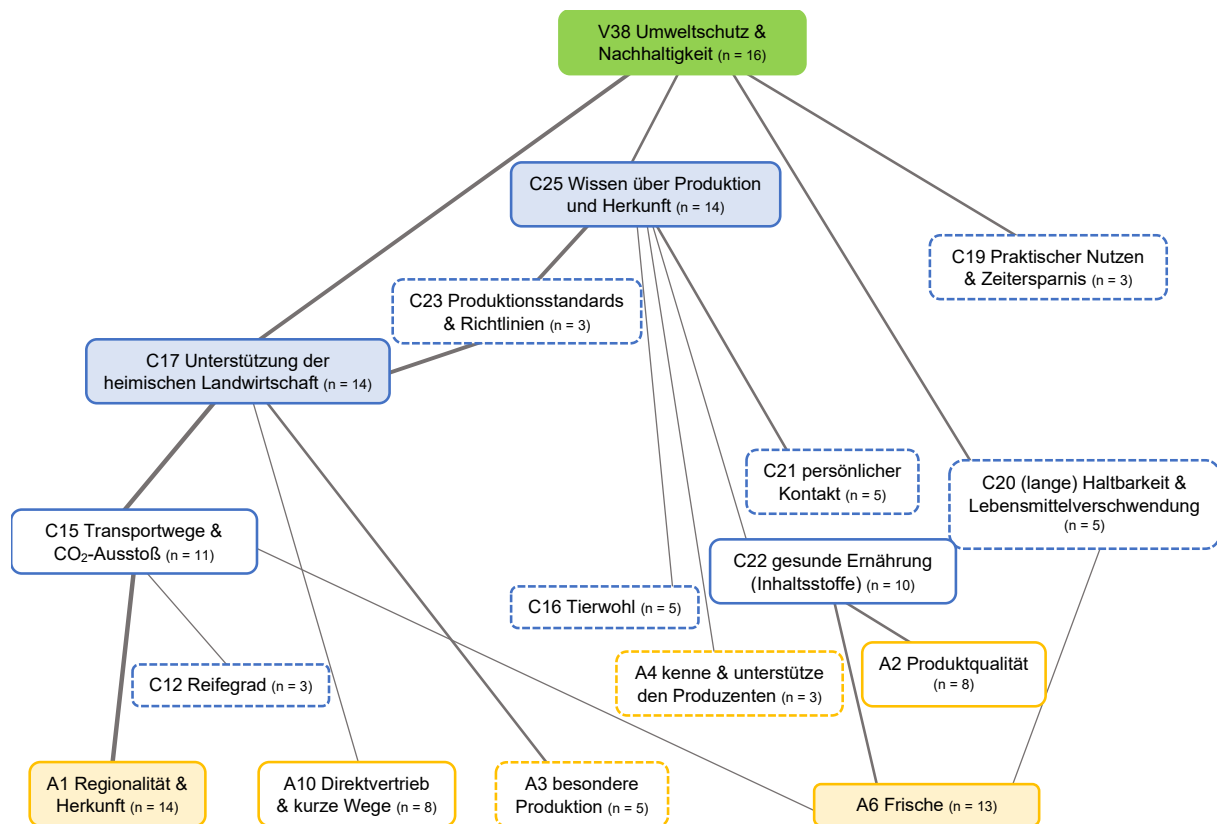 V38 Umweltschutz &
Nachhaltigkeit (n = 16)
C25 Wissen über Produktion
und Herkunft (n = 14)
C19 Praktischer Nutzen
& Zeitersparnis (n = 3)
C23 Produktionsstandards
& Richtlinien (n = 3)
C17 Unterstützung der
heimischen Landwirtschaft (n = 14)
C21 persönlicher
Kontakt (n = 5)
C20 (lange) Haltbarkeit &
Lebensmittelverschwendung
(n = 5)
C15 Transportwege &
CO₂-Ausstoß (n = 11)
C22 gesunde Ernährung
(Inhaltsstoffe) (n = 10)
C16 Tierwohl (n = 5)
A4 kenne & unterstütze
den Produzenten (n = 3)
A2 Produktqualität
(n = 8)
C12 Reifegrad (n = 3)
A1 Regionalität &
Herkunft (n = 14)
A10 Direktvertrieb
& kurze Wege (n = 8)
A3 besondere
Produktion (n = 5)
A6 Frische (n = 13)